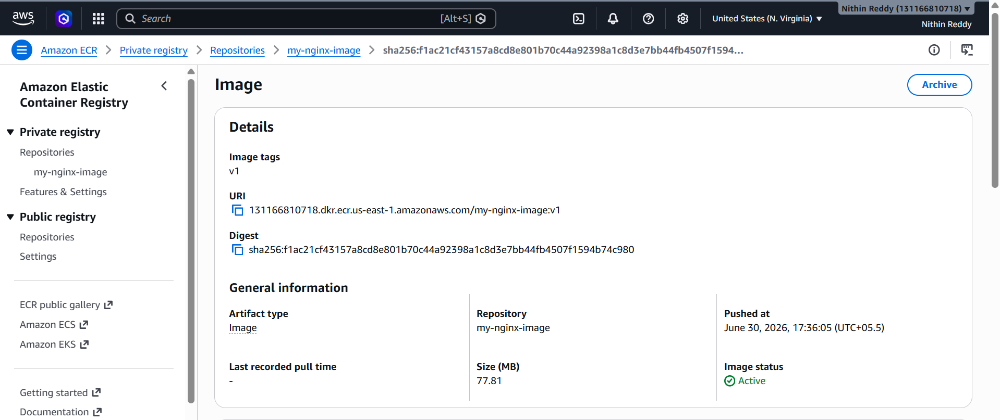 aws
Search
[Alt+S]
United States (N. Virginia)
Nithin Reddy (131166810718)
Nithin Reddy
Amazon ECR
Private registry
Repositories
my-nginx-image
sha256:f1ac21cf43157a8cd8e801b70c44a92398a1c8d3e7bb44fb4507f1594...
Amazon Elastic
Container Registry
Private registry
Repositories
my-nginx-image
Features & Settings
Public registry
Repositories
Settings
ECR public gallery
Amazon ECS
Amazon EKS
Getting started
Documentation
Image
Archive
Details
Image tags
v1
URI
131166810718.dkr.ecr.us-east-1.amazonaws.com/my-nginx-image:v1
Digest
sha256:f1ac21cf43157a8cd8e801b70c44a92398a1c8d3e7bb44fb4507f1594b74c980
General information
Artifact type
Image
Repository
my-nginx-image
Pushed at
June 30, 2026, 17:36:05 (UTC+05.5)
Last recorded pull time
-
Size (MB)
77.81
Image status
Active